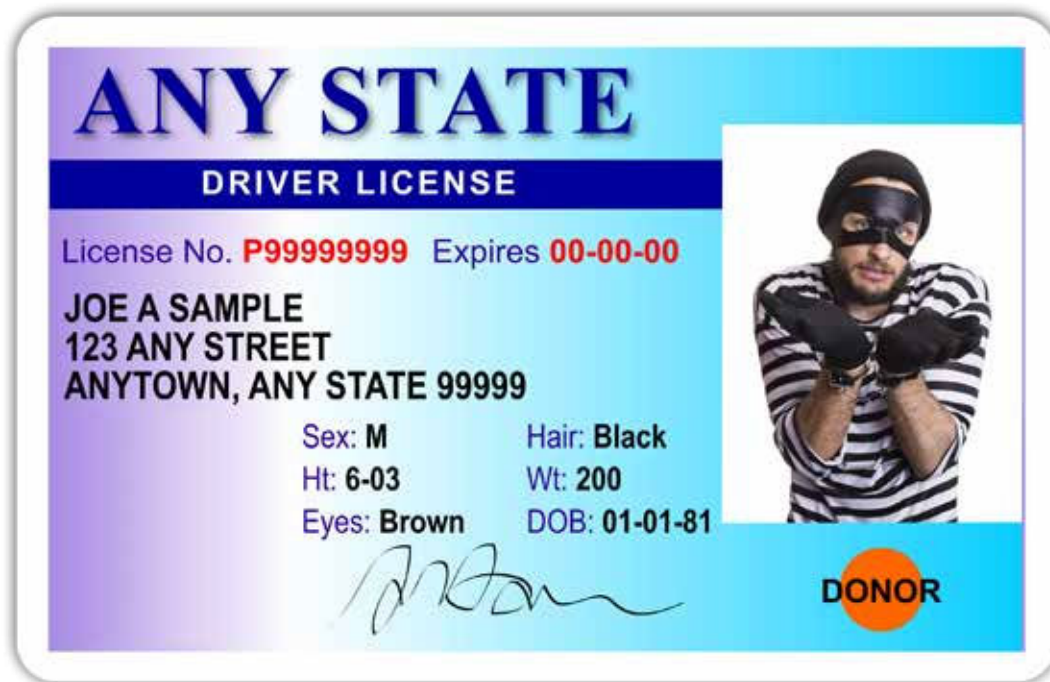 ANY STATE
DRIVER LICENSE
License No. P99999999 Expires 00-00-00
JOE A SAMPLE
123 ANY STREET
ANYTOWN, ANY STATE 99999
Sex: M Hair: Black
Ht: 6-03 Wt: 200
Eyes: Brown DOB: 01-01-81
DONOR